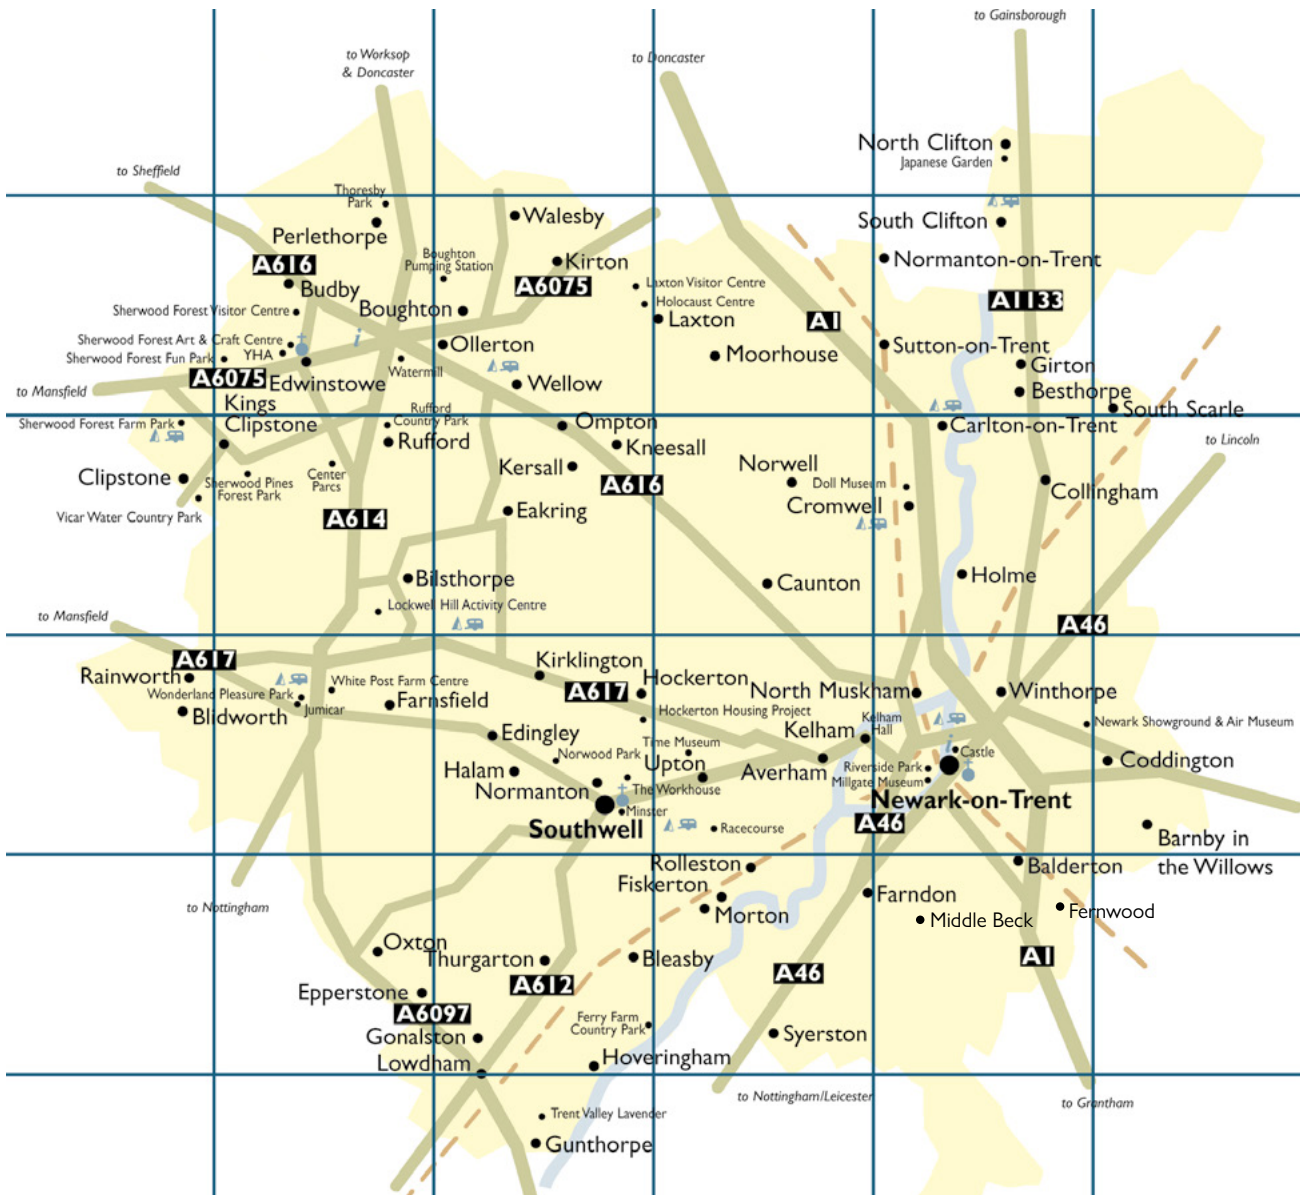 to Gainsborough
to Worksop
& Doncaster
to Doncaster
North Clifton
Japanese Garden
to Sheffield
Thoresby
Park
Perlethorpe
Walesby
South Clifton
A616
Boughton
Pumping Station
Kirton
Normanton-on-Trent
Budby
A6075
Laxton Visitor Centre
Holocaust Centre
A1133
Sherwood Forest Visitor Centre
Boughton
Laxton
A1
Sherwood Forest Art & Craft Centre
YHA
Sherwood Forest Fun Park
i
Ollerton
Moorhouse
Sutton-on-Trent
Girton
Watermill
A6075
Edwinstowe
Wellow
Besthorpe
to Mansfield
Kings
Clipstone
Rufford
Country Park
South Scarle
Sherwood Forest Farm Park
Ompton
Carlton-on-Trent
Rufford
Kneesall
to Lincoln
Clipstone
Sherwood Pines
Forest Park
Center
Parcs
Kersall
A616
Norwell
Doll Museum
Collingham
Vicar Water Country Park
A614
Eakring
Cromwell
Bilsthorpe
Caunton
Holme
Lockwell Hill Activity Centre
to Mansfield
A46
A617
Rainworth
Kirklington
White Post Farm Centre
Wonderland Pleasure Park
Jumicar
Farnsfield
A617
Hockerton
North Muskham
Winthorpe
Blidworth
Hockerton Housing Project
Kelham
Hall
Newark Showground & Air Museum
Edingley
Kelham
i
Time Museum
Norwood Park
Castle
Halam
Upton
Averham
Riverside Park
Coddington
Normanton
The Workhouse
Millgate Museum
Newark-on-Trent
Minster
Southwell
Racecourse
A46
Barnby in
the Willows
Rolleston
Balderton
Fiskerton
Farndon
to Nottingham
Morton
Middle Beck
Fernwood
Oxton
Thurgarton
Bleasby
A1
A46
Epperstone
A612
A6097
Ferry Farm
Country Park
Gonalston
Syerston
Lowdham
Hoveringham
to Nottingham/Leicester
to Grantham
Trent Valley Lavender
Gunthorpe